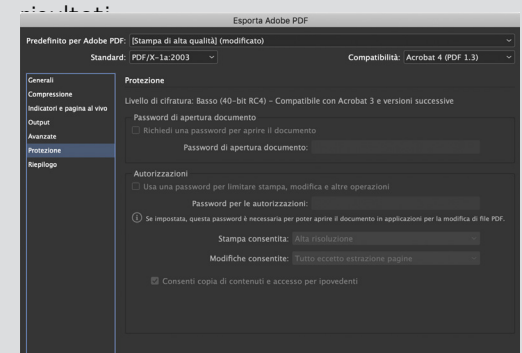 risultati
Esporta Adobe PDF
Predefinito per Adobe PDF: [Stampa di alta qualità] (modificato)
Standard: PDF/X-1a:2003 Compatibilità: Acrobat 4 (PDF 1.3)
Generali
Compressione
Indicatori e pagina al vivo
Output
Avanzate
Protezione
Riepilogo
Protezione
Livello di cifratura: Basso (40-bit RC4) – Compatibile con Acrobat 3 e versioni successive
Password di apertura documento
Richiedi una password per aprire il documento
Password di apertura documento:
Autorizzazioni
Usa una password per limitare stampa, modifica e altre operazioni
Password per le autorizzazioni:
Se impostata, questa password è necessaria per poter aprire il documento in applicazioni per la modifica di file PDF.
Stampa consentita: Alta risoluzione
Modifiche consentite: Tutto eccetto estrazione pagine
Consenti copia di contenuti e accesso per ipovedenti